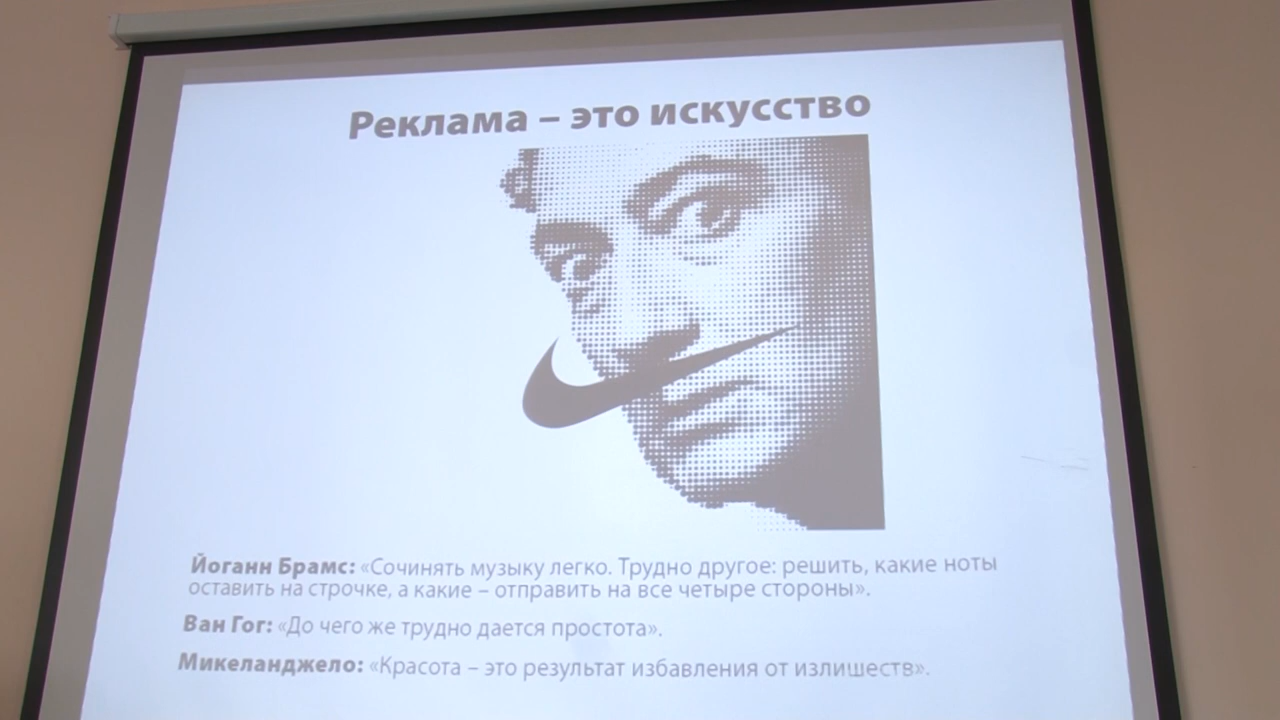 Реклама – это искусство
Йоганн Брамс: «Сочинять музыку легко. Трудно другое: решить, какие ноты
оставить на строчке, а какие – отправить на все четыре стороны».
Ван Гог: «До чего же трудно дается простота».
Микеланджело: «Красота – это результат избавления от излишеств».